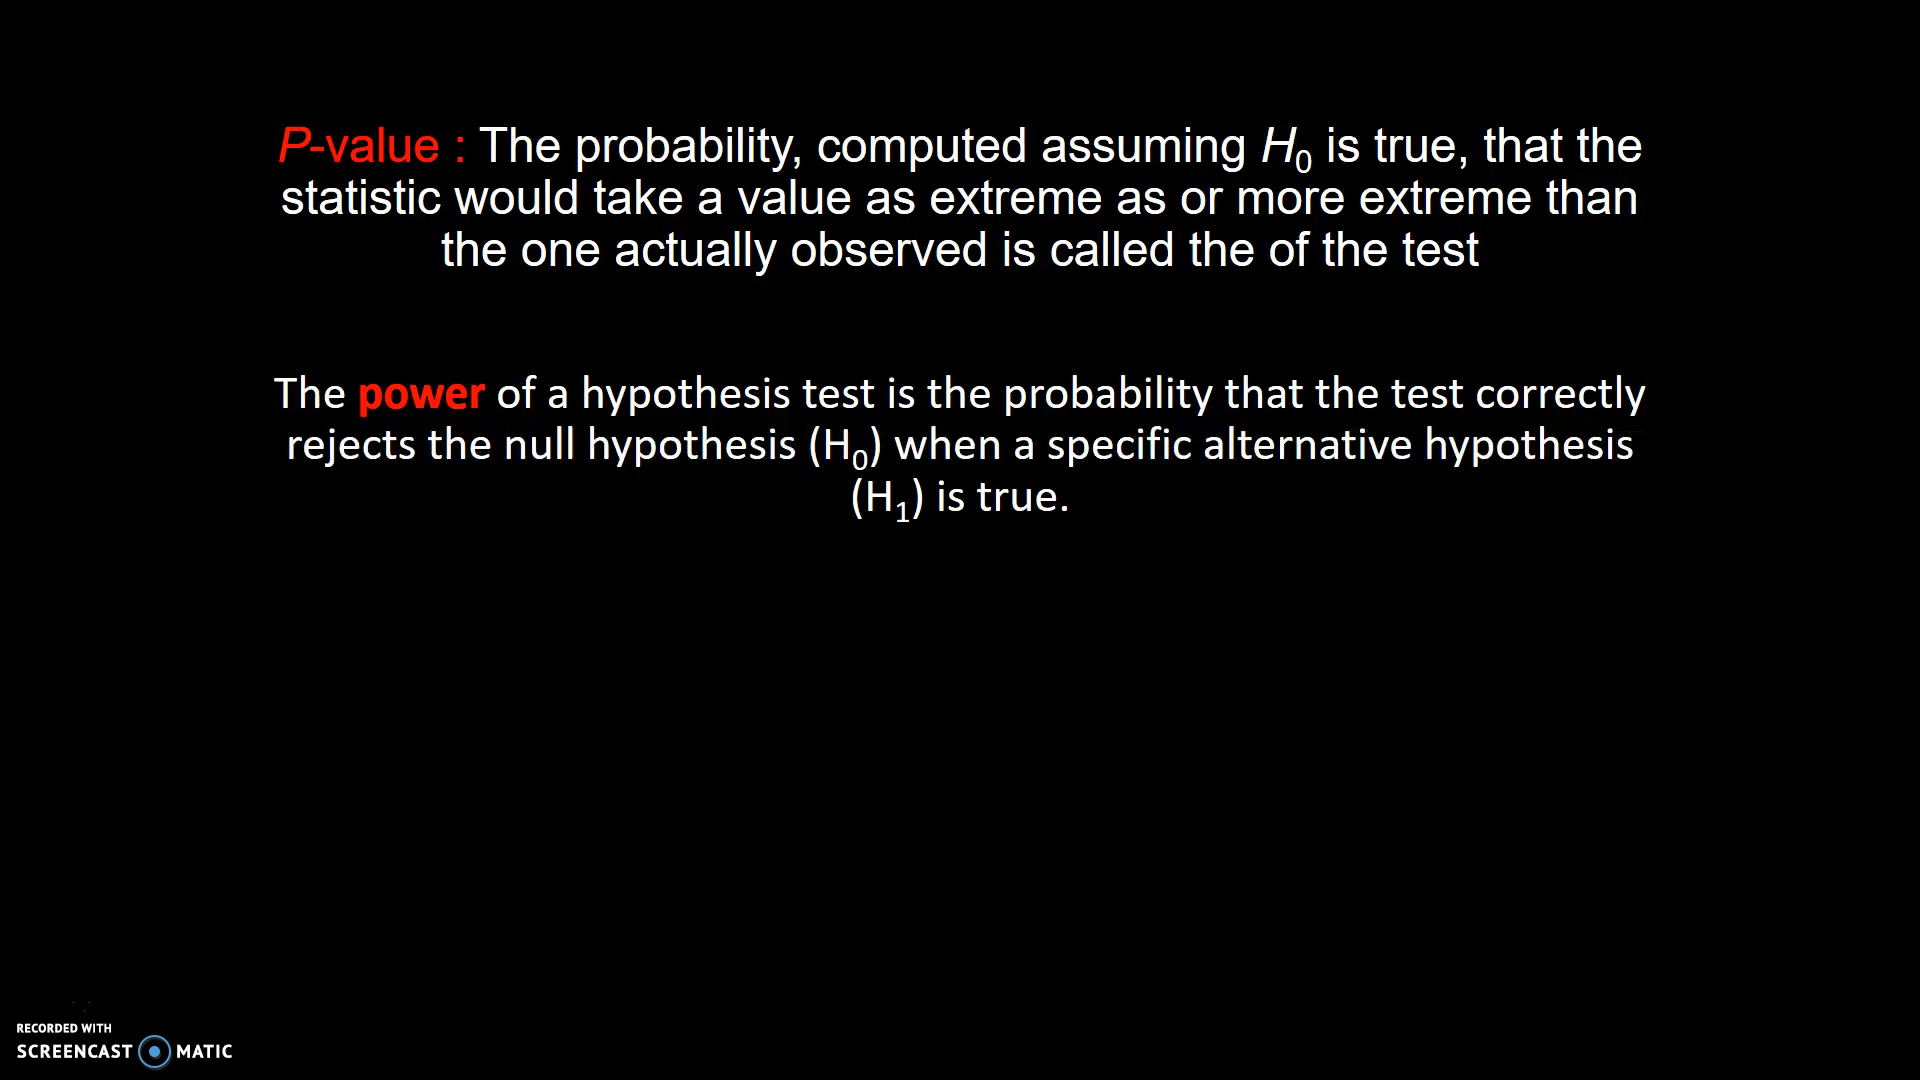 P-value : The probability, computed assuming H₀ is true, that the
statistic would take a value as extreme as or more extreme than
the one actually observed is called the of the test
The power of a hypothesis test is the probability that the test correctly
rejects the null hypothesis (H₀) when a specific alternative hypothesis
(H₁) is true.
RECORDED WITH
SCREENCAST MATIC